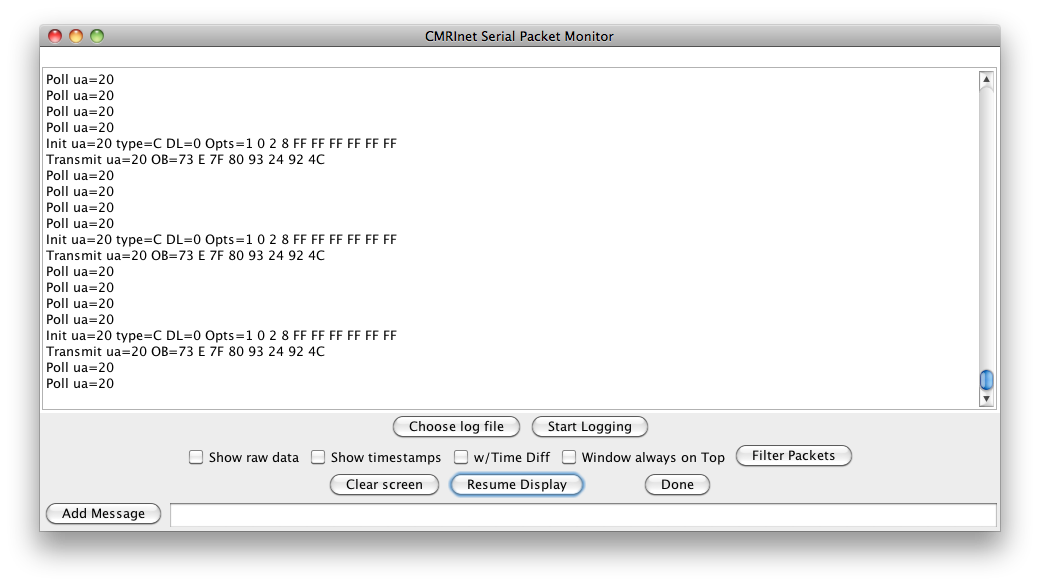 CMRInet Serial Packet Monitor
Poll ua=20
Poll ua=20
Poll ua=20
Poll ua=20
Init ua=20 type=C DL=0 Opts=1 0 2 8 FF FF FF FF FF FF
Transmit ua=20 OB=73 E 7F 80 93 24 92 4C
Poll ua=20
Poll ua=20
Poll ua=20
Poll ua=20
Init ua=20 type=C DL=0 Opts=1 0 2 8 FF FF FF FF FF FF
Transmit ua=20 OB=73 E 7F 80 93 24 92 4C
Poll ua=20
Poll ua=20
Poll ua=20
Poll ua=20
Init ua=20 type=C DL=0 Opts=1 0 2 8 FF FF FF FF FF FF
Transmit ua=20 OB=73 E 7F 80 93 24 92 4C
Poll ua=20
Poll ua=20
Choose log file Start Logging
Show raw data Show timestamps w/Time Diff Window always on Top Filter Packets
Clear screen Resume Display Done
Add Message